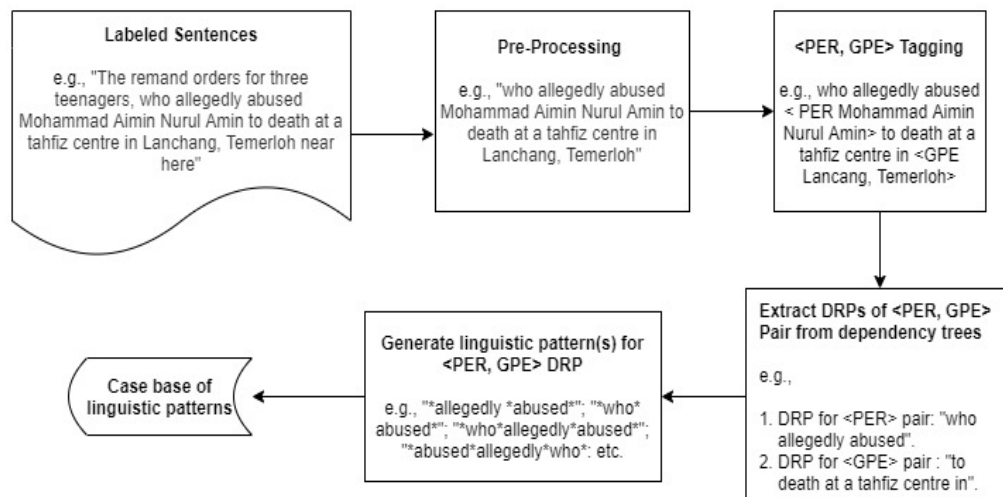 Labeled Sentences
e.g., "The remand orders for three
teenagers, who allegedly abused
Mohammad Aimin Nurul Amin to death at a
tahfiz centre in Lanchang, Temerloh near
here"
Pre-Processing
e.g., "who allegedly abused
Mohammad Aimin Nurul Amin to
death at a tahfiz centre in
Lanchang, Temerloh"
<PER, GPE> Tagging
e.g., who allegedly abused
< PER Mohammad Aimin
Nurul Amin> to death at a
tahfiz centre in <GPE
Lancang, Temerloh>
Extract DRPs of <PER, GPE>
Pair from dependency trees
e.g.,
1. DRP for <PER> pair: "who
allegedly abused".
2. DRP for <GPE> pair : "to
death at a tahfiz centre in".
Generate linguistic pattern(s) for
<PER, GPE> DRP
e.g., "*allegedly *abused*"; "*who*
abused*"; "*who*allegedly*abused*";
"*abused*allegedly*who*: etc.
Case base of
linguistic patterns